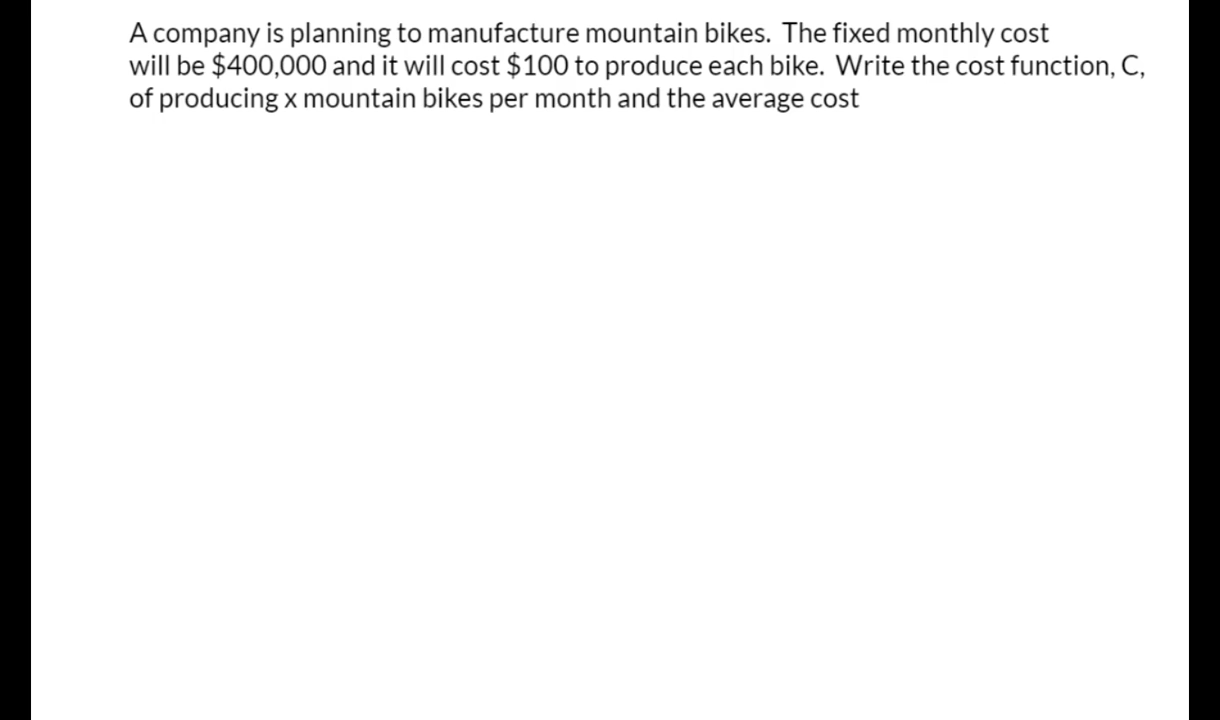 A company is planning to manufacture mountain bikes.  The fixed monthly cost
will be $400,000 and it will cost $100 to produce each bike.  Write the cost function, C,
of producing x mountain bikes per month and the average cost